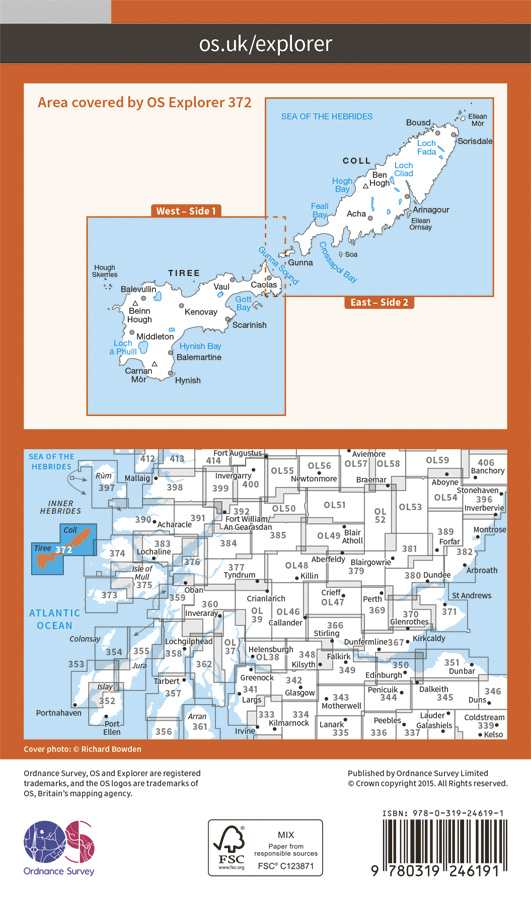 os.uk/explorer
Area covered by OS Explorer 372
SEA OF THE HEBRIDES
Eilean
Mòr
Bousd
Sorisdale
Loch
Fada
COLL
Loch
Cliad
Ben
Hogh
Hogh
Bay
Arinagour
Feall
Bay
Acha
Eilean
Ornsay
West – Side 1
Crossapol Bay
Soa
Gunna
Gunna Sound
Hough
Skerries
TIREE
Vaul
Caolas
East – Side 2
Balevullin
Gott
Bay
Beinn
Hough
Kenovay
Scarinish
Middleton
Loch
á Phuill
Hynish Bay
Balemartine
Carnan
Mòr
Hynish
SEA OF THE
HEBRIDES
412
413
414
Fort Augustus
Aviemore
OL55
OL56
OL57
OL58
OL59
406
Banchory
Rùm
397
Mallaig
398
Invergarry
399
400
Newtonmore
Braemar
Aboyne
Stonehaven
396
Inverbervie
OL54
INNER
HEBRIDES
390
Acharacle
391
392
Fort William/
An Gearasdan
OL50
OL51
OL
52
OL53
Coll
Tiree
372
374
383
Lochaline
384
385
OL49
Blair
Atholl
389
Forfar
Montrose
381
382
Isle of
Mull
375
376
377
Tyndrum
OL48
Killin
Aberfeldy
379
Blairgowrie
380
Dundee
Arbroath
373
359
Oban
360
Inveraray
Crianlarich
OL
39
OL46
Callander
Crieff
OL47
Perth
369
370
Glenrothes
371
St Andrews
ATLANTIC
OCEAN
Colonsay
Lochgilphead
358
OL
37
366
Stirling
Dunfermline
367
Kirkcaldy
353
354
355
Jura
362
Helensburgh
OL38
348
Kilsyth
Falkirk
349
350
Edinburgh
351
Dunbar
Islay
352
Tarbert
357
Greenock
341
Largs
342
Glasgow
343
Motherwell
Penicuik
344
Dalkeith
345
346
Duns
Portnahaven
Port
Ellen
356
Arran
361
Irvine
333
334
Kilmarnock
Lanark
335
Peebles
336
337
Lauder
Galashiels
Coldstream
339
Kelso
Cover photo: © Richard Bowden
Ordnance Survey, OS and Explorer are registered
trademarks, and the OS logos are trademarks of
OS, Britain's mapping agency.
Published by Ordnance Survey Limited
© Crown copyright 2015. All Rights reserved.
OS
Ordnance Survey
FSC
www.fsc.org
MIX
Paper from
responsible sources
FSC® C123871
ISBN: 978-0-319-24619-1
9 780319 246191